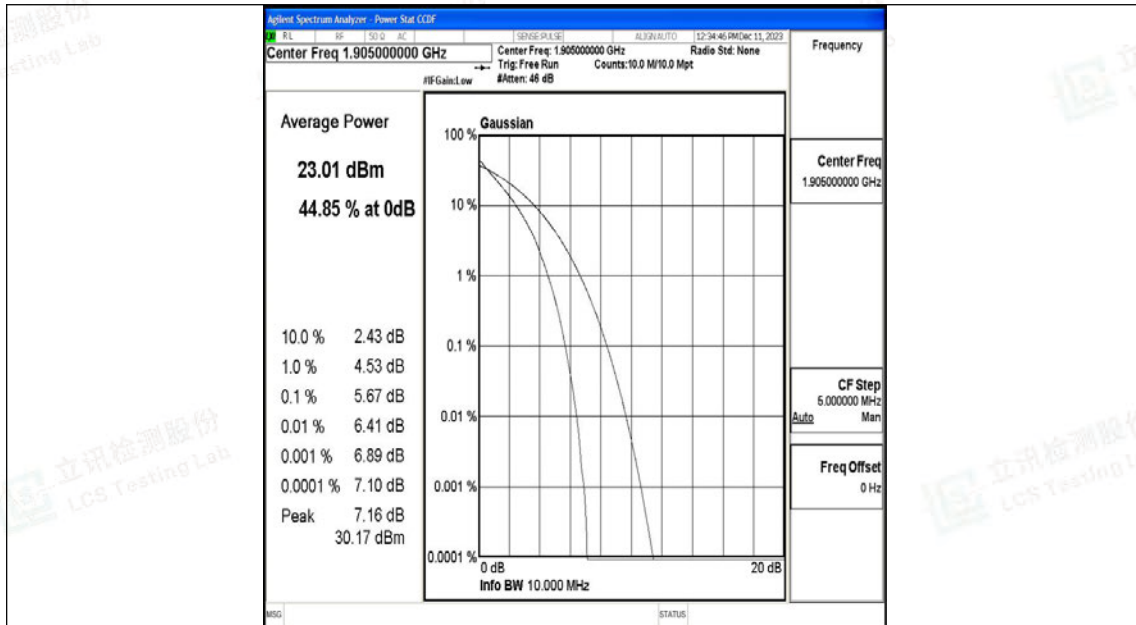 Agilent Spectrum Analyzer - Power Stat CCDF
RL RF 50 Ω AC SENSE:PULSE ALIGNAUTO 12:34:46 PM Dec 11, 2023
Center Freq 1.905000000 GHz
Center Freq: 1.905000000 GHz Radio Std: None
Trig: Free Run Counts:10.0 M/10.0 Mpt
#IFGain:Low #Atten: 46 dB
Frequency
Average Power
23.01 dBm
44.85 % at 0dB
10.0 % 2.43 dB
1.0 % 4.53 dB
0.1 % 5.67 dB
0.01 % 6.41 dB
0.001 % 6.89 dB
0.0001 % 7.10 dB
Peak 7.16 dB
30.17 dBm
Gaussian
100 %
10 %
1 %
0.1 %
0.01 %
0.001 %
0.0001 %
0 dB 20 dB
Info BW 10.000 MHz
Center Freq
1.905000000 GHz
CF Step
5.000000 MHz
Auto Man
Freq Offset
0 Hz
MSG STATUS
立讯检测股份
LCS Testing Lab
立讯检测股份